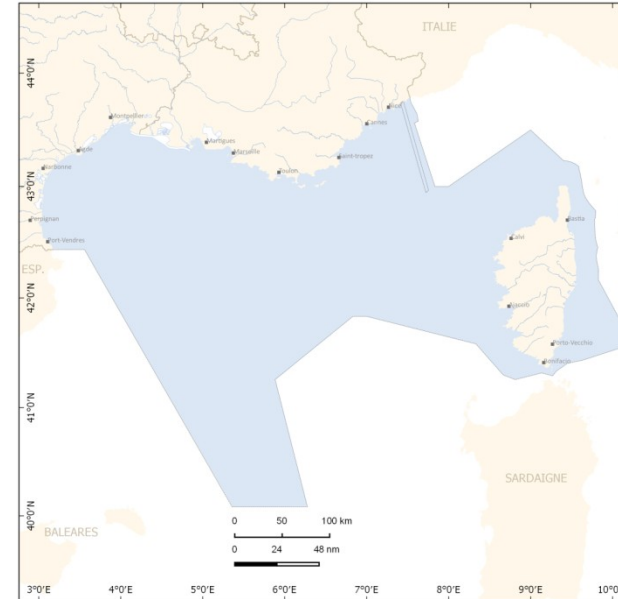 ITALIE
44°0'N
Nice
Montpellier
Cannes
Martigues
Agde
Marseille
Saint-tropez
Narbonne
Toulon
43°0'N
Perpignan
Bastia
Port-Vendres
Calvi
ESP.
42°0'N
Ajaccio
Porto-Vecchio
Bonifacio
41°0'N
SARDAIGNE
40°0'N
BALEARES
0 50 100 km
0 24 48 nm
3°0'E 4°0'E 5°0'E 6°0'E 7°0'E 8°0'E 9°0'E 10°0'